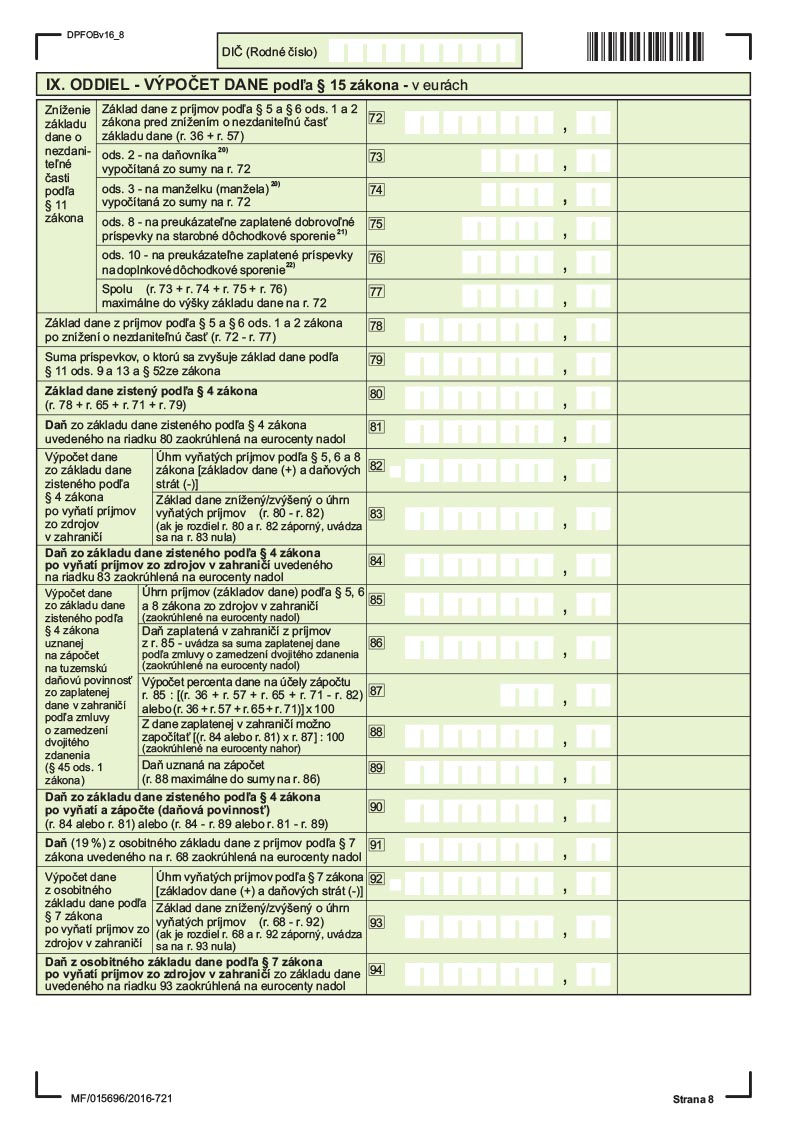 DPFOBv16_8
DIČ (Rodné číslo)
IX. ODDIEL - VÝPOČET DANE podľa § 15 zákona - v eurách
Zníženie
základu
dane o
nezdani-
teľné
časti
podľa
§ 11
zákona
Základ dane z príjmov podľa § 5 a § 6 ods. 1 a 2
zákona pred znížením o nezdaniteľnú časť
základu dane (r. 36 + r. 57)
72 ,
ods. 2 - na daňovníka 20)
vypočítaná zo sumy na r. 72
73 ,
ods. 3 - na manželku (manžela) 20)
vypočítaná zo sumy na r. 72
74 ,
ods. 8 - na preukázateľne zaplatené dobrovoľné
príspevky na starobné dôchodkové sporenie 21)
75 ,
ods. 10 - na preukázateľne zaplatené príspevky
na doplnkové dôchodkové sporenie 22)
76 ,
Spolu (r. 73 + r. 74 + r. 75 + r. 76)
maximálne do výšky základu dane na r. 72
77 ,
Základ dane z príjmov podľa § 5 a § 6 ods. 1 a 2 zákona
po znížení o nezdaniteľnú časť (r. 72 - r. 77)
78 ,
Suma príspevkov, o ktorú sa zvyšuje základ dane podľa
§ 11 ods. 9 a 13 a § 52ze zákona
79 ,
Základ dane zistený podľa § 4 zákona
(r. 78 + r. 65 + r. 71 + r. 79)
80 ,
Daň zo základu dane zisteného podľa § 4 zákona
uvedeného na riadku 80 zaokrúhlená na eurocenty nadol
81 ,
Výpočet dane
zo základu dane
zisteného podľa
§ 4 zákona
po vyňatí príjmov
zo zdrojov
v zahraničí
Úhrn vyňatých príjmov podľa § 5, 6 a 8
zákona [základov dane (+) a daňových
strát (-)]
82 ,
Základ dane znížený/zvýšený o úhrn
vyňatých príjmov (r. 80 - r. 82)
(ak je rozdiel r. 80 a r. 82 záporný, uvádza
sa na r. 83 nula)
83 ,
Daň zo základu dane zisteného podľa § 4 zákona
po vyňatí príjmov zo zdrojov v zahraničí uvedeného
na riadku 83 zaokrúhlená na eurocenty nadol
84 ,
Výpočet dane
zo základu dane
zisteného podľa
§ 4 zákona
uznanej
na zápočet
na tuzemskú
daňovú povinnosť
zo zaplatenej
dane v zahraničí
podľa zmluvy
o zamedzení
dvojitého
zdanenia
(§ 45 ods. 1
zákona)
Úhrn príjmov (základov dane) podľa § 5, 6
a 8 zákona zo zdrojov v zahraničí
(zaokrúhlené na eurocenty nadol)
85 ,
Daň zaplatená v zahraničí z príjmov
z r. 85 - uvádza sa suma zaplatenej dane
podľa zmluvy o zamedzení dvojitého zdanenia
(zaokrúhlené na eurocenty nadol)
86 ,
Výpočet percenta dane na účely zápočtu
r. 85 : [(r. 36 + r. 57 + r. 65 + r. 71 - r. 82)
alebo (r. 36 + r. 57 + r. 65 + r. 71)] x 100
87 ,
Z dane zaplatenej v zahraničí možno
započítať [(r. 84 alebo r. 81) x r. 87] : 100
(zaokrúhlené na eurocenty nahor)
88 ,
Daň uznaná na zápočet
(r. 88 maximálne do sumy na r. 86)
89 ,
Daň zo základu dane zisteného podľa § 4 zákona
po vyňatí a zápočte (daňová povinnosť)
(r. 84 alebo r. 81) alebo (r. 84 - r. 89 alebo r. 81 - r. 89)
90 ,
Daň (19 %) z osobitného základu dane z príjmov podľa § 7
zákona uvedeného na r. 68 zaokrúhlená na eurocenty nadol
91 ,
Výpočet dane
z osobitného
základu dane podľa
§ 7 zákona
po vyňatí príjmov zo
zdrojov v zahraničí
Úhrn vyňatých príjmov podľa § 7 zákona
[základov dane (+) a daňových strát (-)]
92 ,
Základ dane znížený/zvýšený o úhrn
vyňatých príjmov (r. 68 - r. 92)
(ak je rozdiel r. 68 a r. 92 záporný, uvádza
sa na r. 93 nula)
93 ,
Daň z osobitného základu dane podľa § 7 zákona
po vyňatí príjmov zo zdrojov v zahraničí zo základu dane
uvedeného na riadku 93 zaokrúhlená na eurocenty nadol
94 ,
MF/015696/2016-721
Strana 8